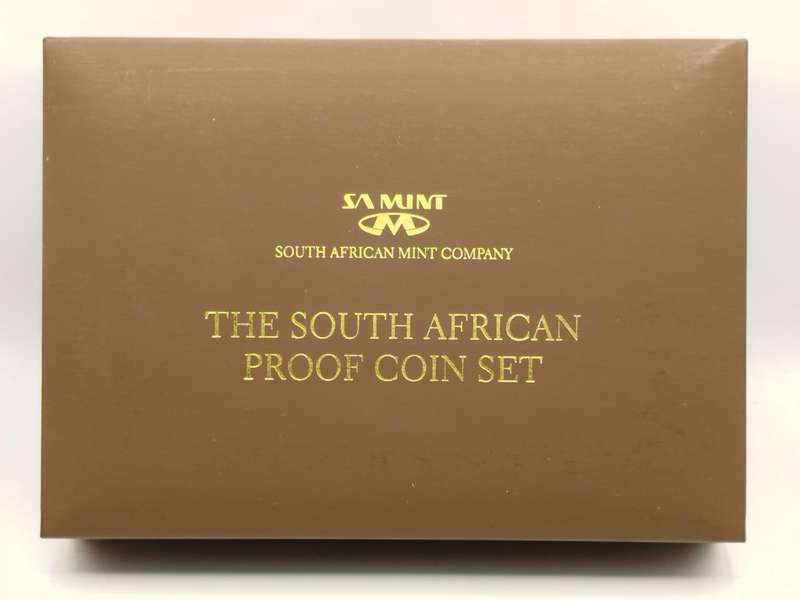 SA MINT
SOUTH AFRICAN MINT COMPANY
THE SOUTH AFRICAN
PROOF COIN SET